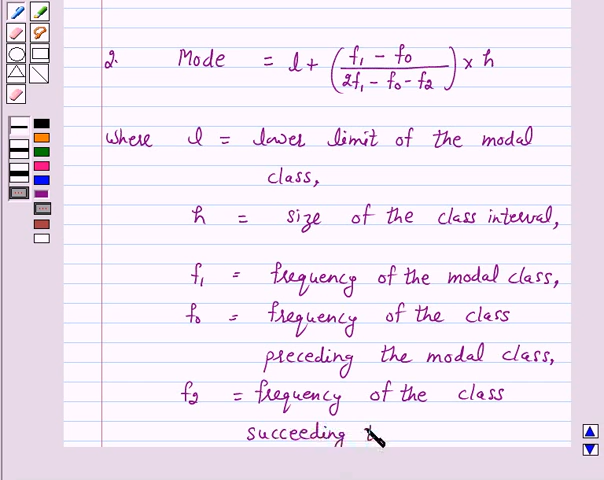 2. Mode = l + ( f₁ - f₀ / 2f₁ - f₀ - f₂ ) × h
where l = lower limit of the modal
class,
h = size of the class interval,
f₁ = frequency of the modal class,
f₀ = frequency of the class
preceding the modal class,
f₂ = frequency of the class
succeeding